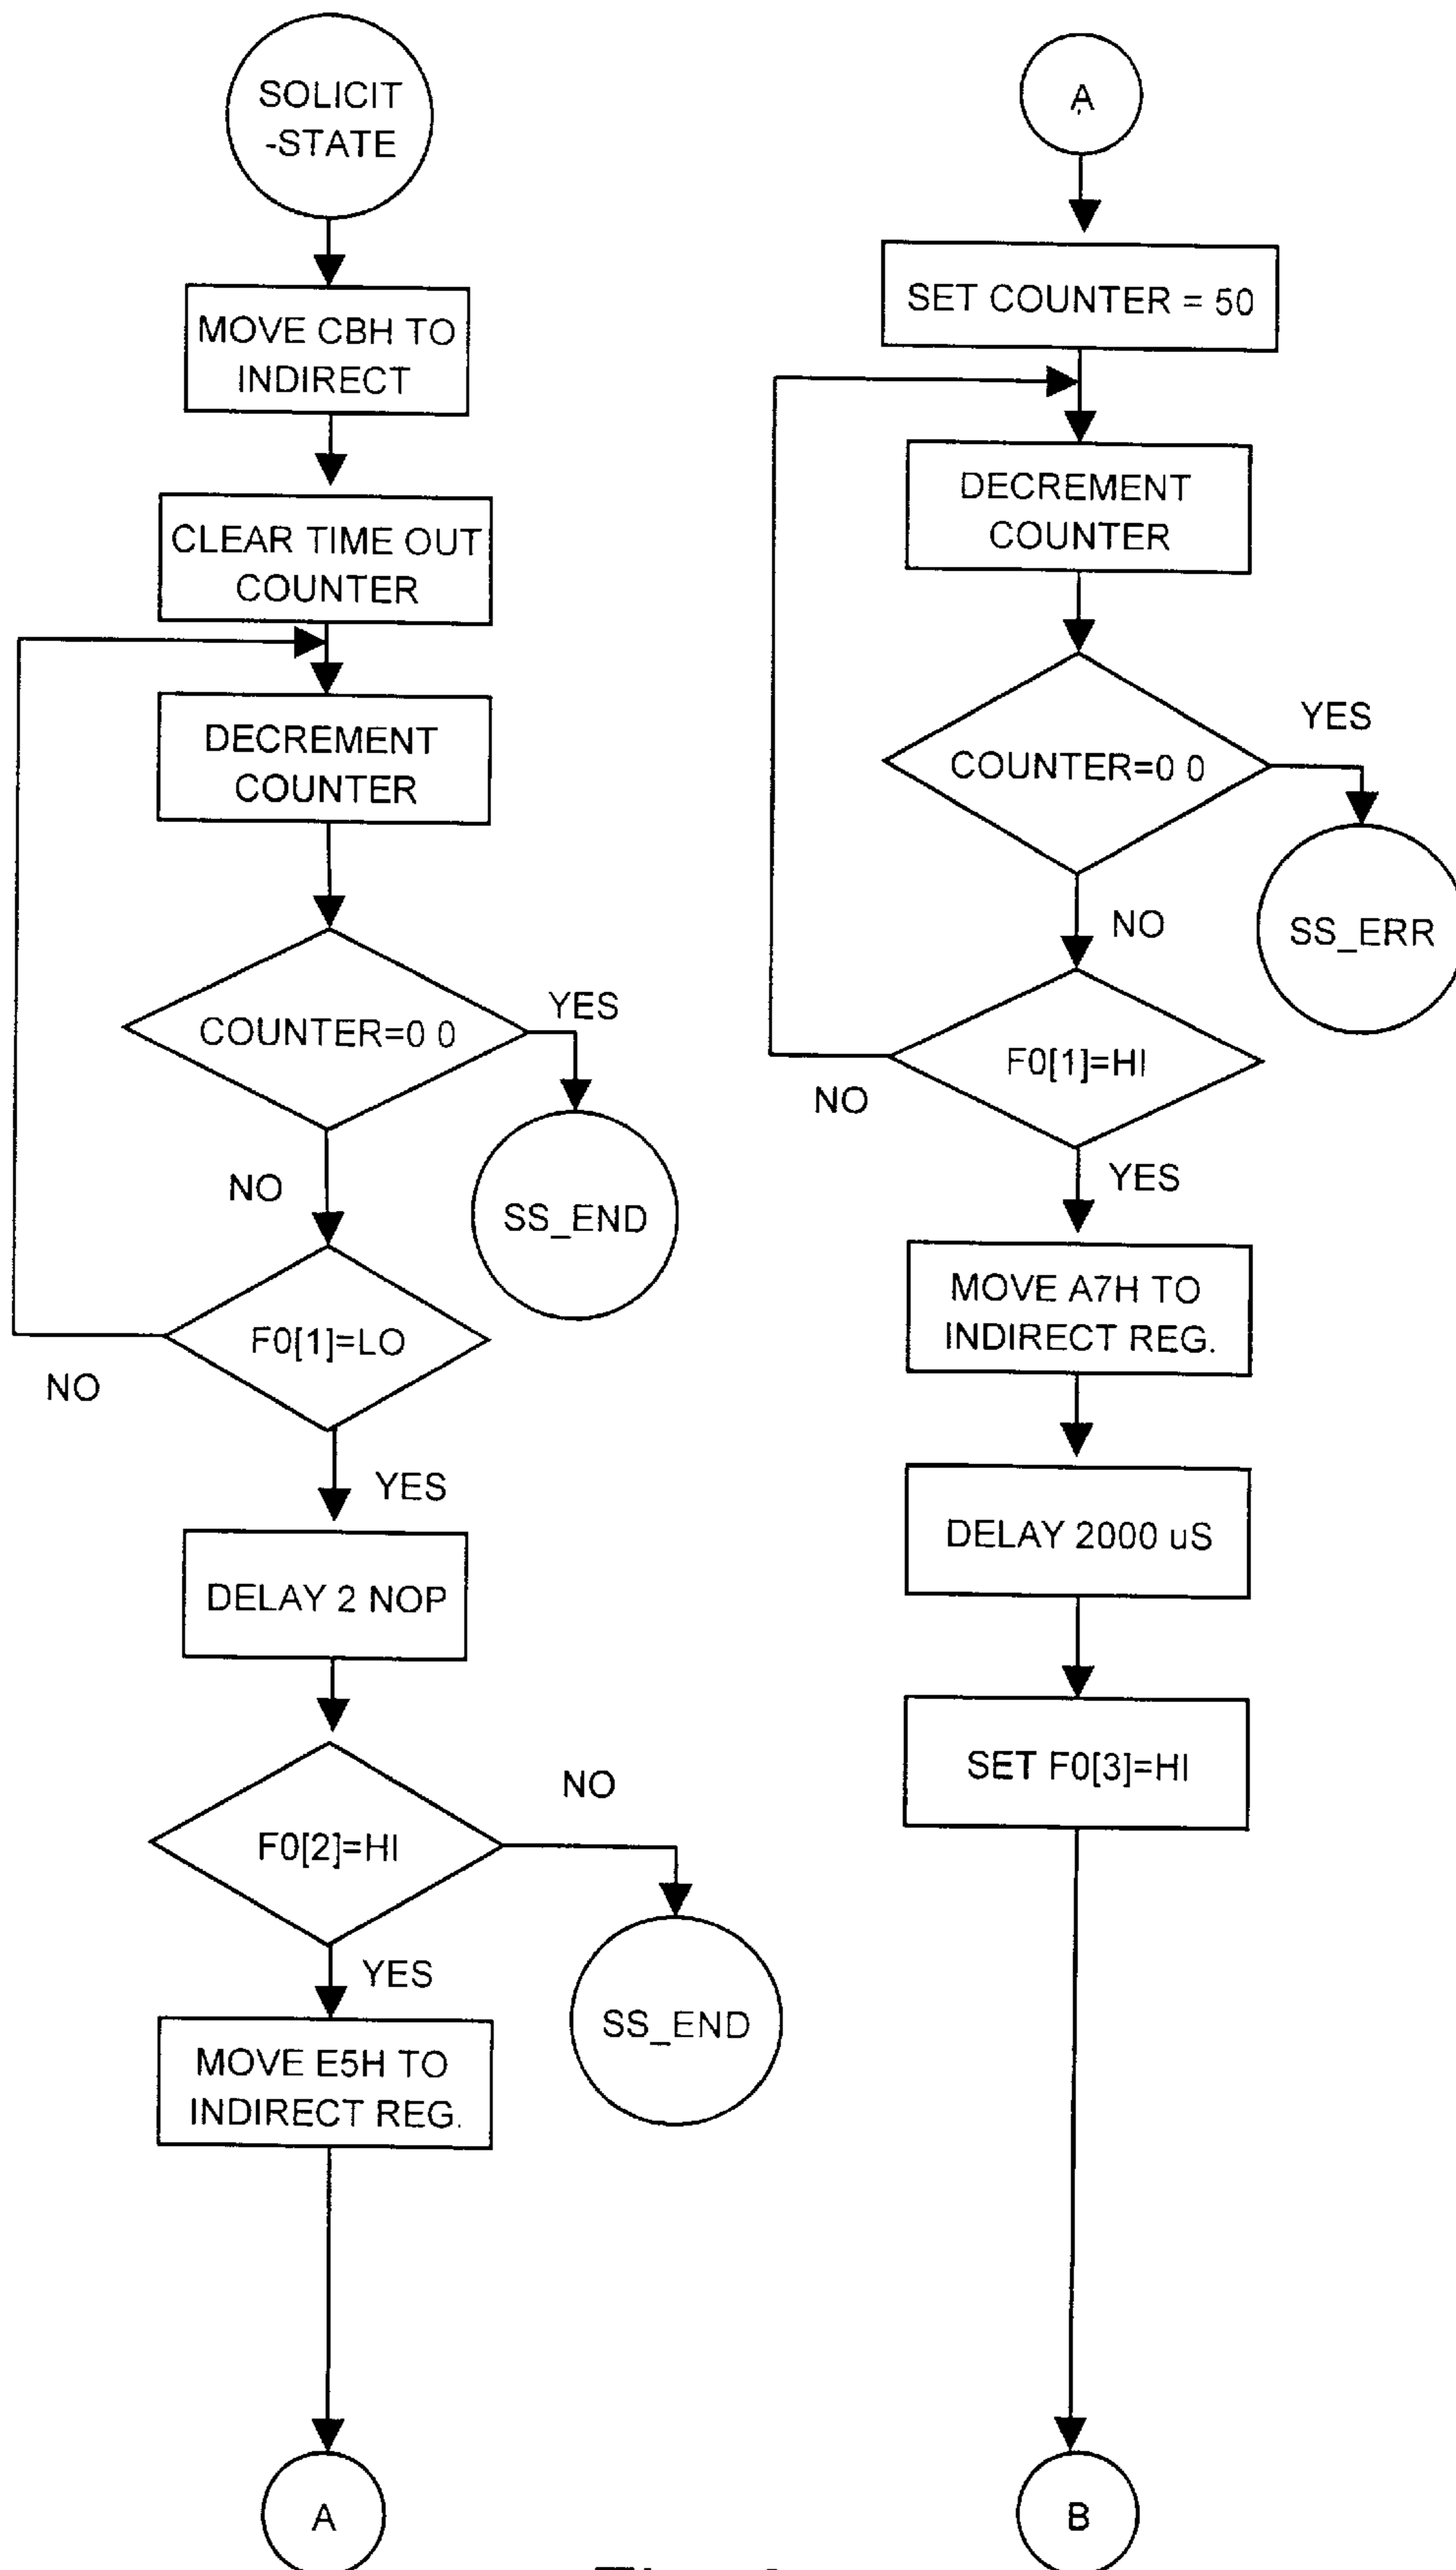 SOLICIT
-STATE
MOVE CBH TO
INDIRECT
CLEAR TIME OUT
COUNTER
DECREMENT
COUNTER
COUNTER=0 0
YES
SS_END
NO
F0[1]=LO
NO
YES
DELAY 2 NOP
F0[2]=HI
NO
SS_END
YES
MOVE E5H TO
INDIRECT REG.
A
A
SET COUNTER = 50
DECREMENT
COUNTER
COUNTER=0 0
YES
SS_ERR
NO
F0[1]=HI
NO
YES
MOVE A7H TO
INDIRECT REG.
DELAY 2000 uS
SET F0[3]=HI
B